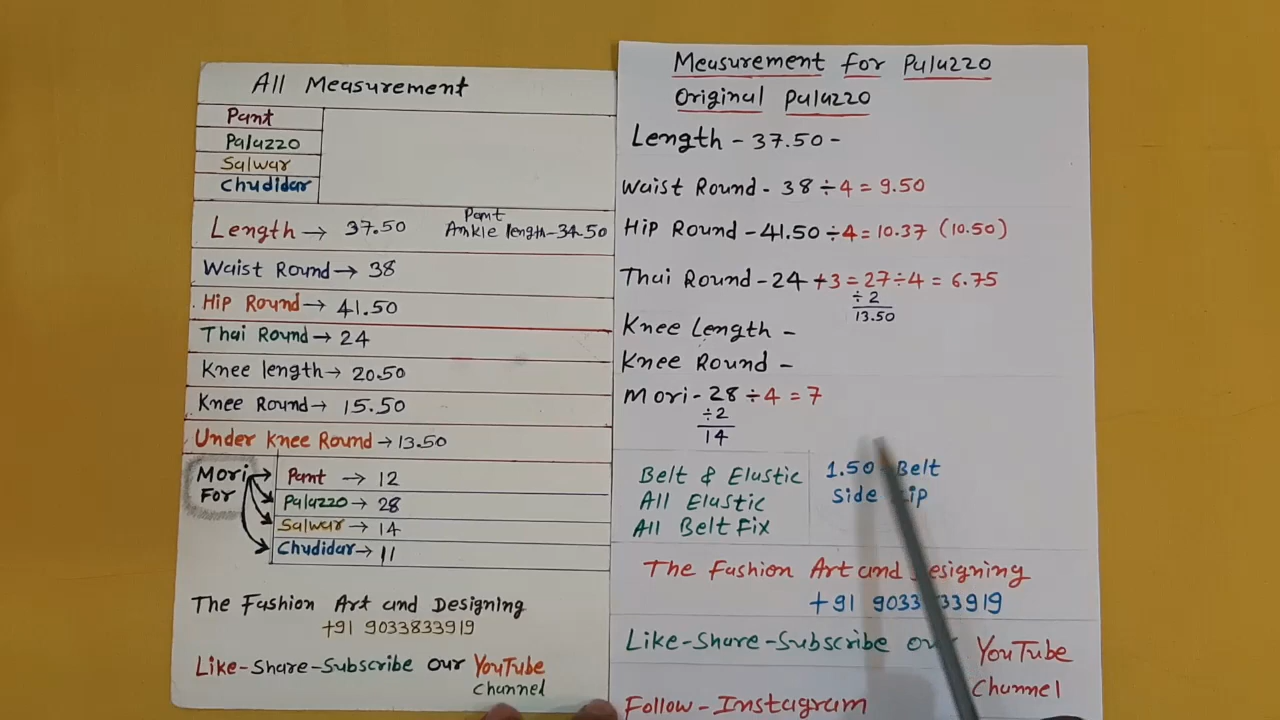 All Measurement
Pant
Palazzo
Salwar
Chudidar
Length → 37.50
Pant
Ankle length-34.50
Waist Round → 38
Hip Round → 41.50
Thai Round → 24
Knee length → 20.50
Knee Round → 15.50
Under Knee Round → 13.50
Mori
For
Pant → 12
Palazzo → 28
Salwar → 14
Chudidar → 11
The Fashion Art and Designing
+91 9033833919
Like-Share-Subscribe Our YouTube
Channel
Measurement for Palazzo
Original Palazzo
Length - 37.50 -
Waist Round - 38 ÷ 4 = 9.50
Hip Round - 41.50 ÷ 4 = 10.37 (10.50)
Thai Round - 24 + 3 = 27 ÷ 4 = 6.75
÷ 2
13.50
Knee Length -
Knee Round -
Mori - 28 ÷ 4 = 7
÷ 2
14
Belt & Elastic
All Elastic
All Belt Fix
1.50 - Belt
Side
The Fashion Art and Designing
+91 9033833919
Like-Share-Subscribe our YouTube
Channel
Follow - Instagram